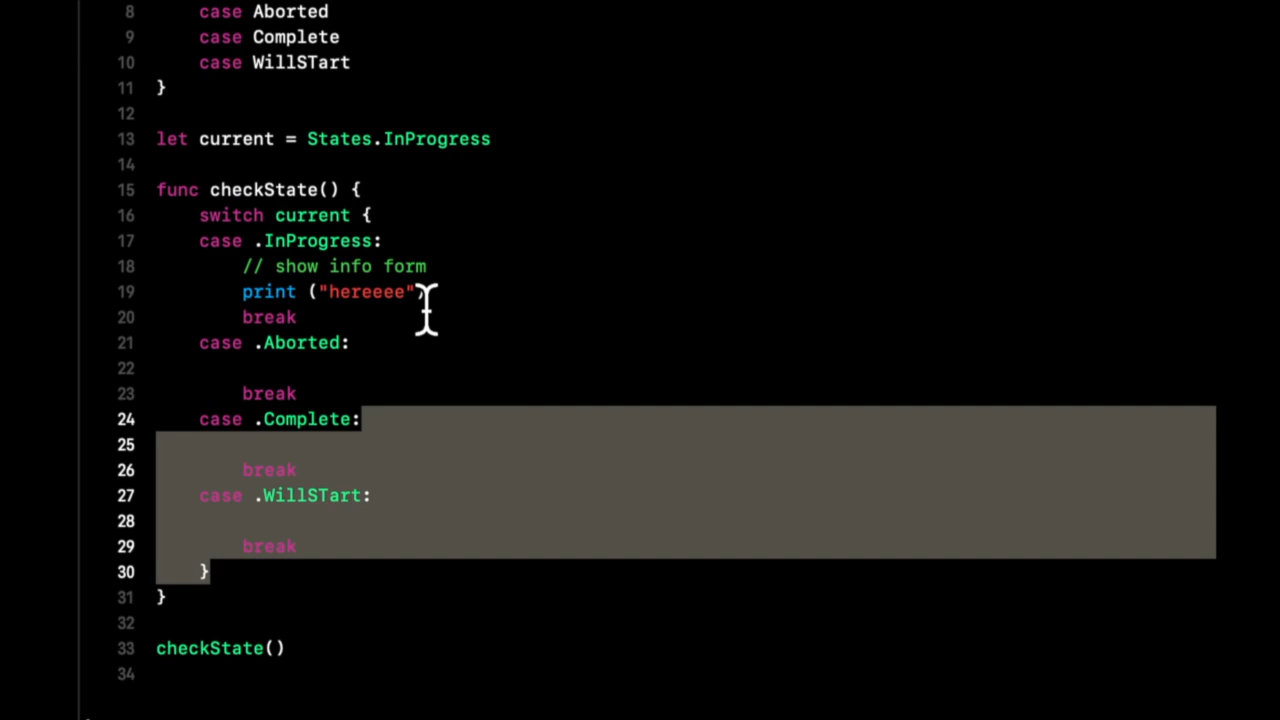 8 case Aborted
9 case Complete
10 case WillSTart
11 }
12
13 let current = States.InProgress
14
15 func checkState() {
16 switch current {
17 case .InProgress:
18 // show info form
19 print ("hereeee")
20 break
21 case .Aborted:
22
23 break
24 case .Complete:
25
26 break
27 case .WillSTart:
28
29 break
30 }
31 }
32
33 checkState()
34